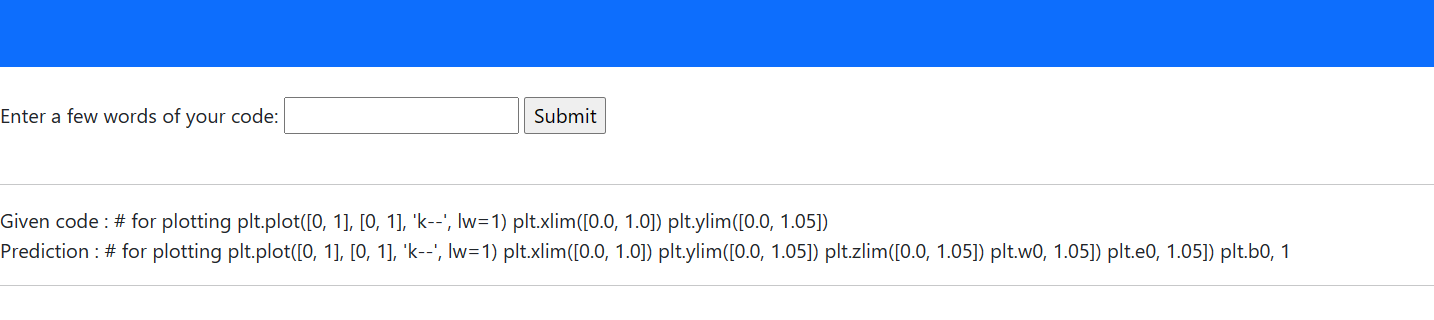 Enter a few words of your code: Submit
Given code : # for plotting plt.plot([0, 1], [0, 1], 'k--', lw=1) plt.xlim([0.0, 1.0]) plt.ylim([0.0, 1.05])
Prediction : # for plotting plt.plot([0, 1], [0, 1], 'k--', lw=1) plt.xlim([0.0, 1.0]) plt.ylim([0.0, 1.05]) plt.zlim([0.0, 1.05]) plt.w0, 1.05]) plt.e0, 1.05]) plt.b0, 1